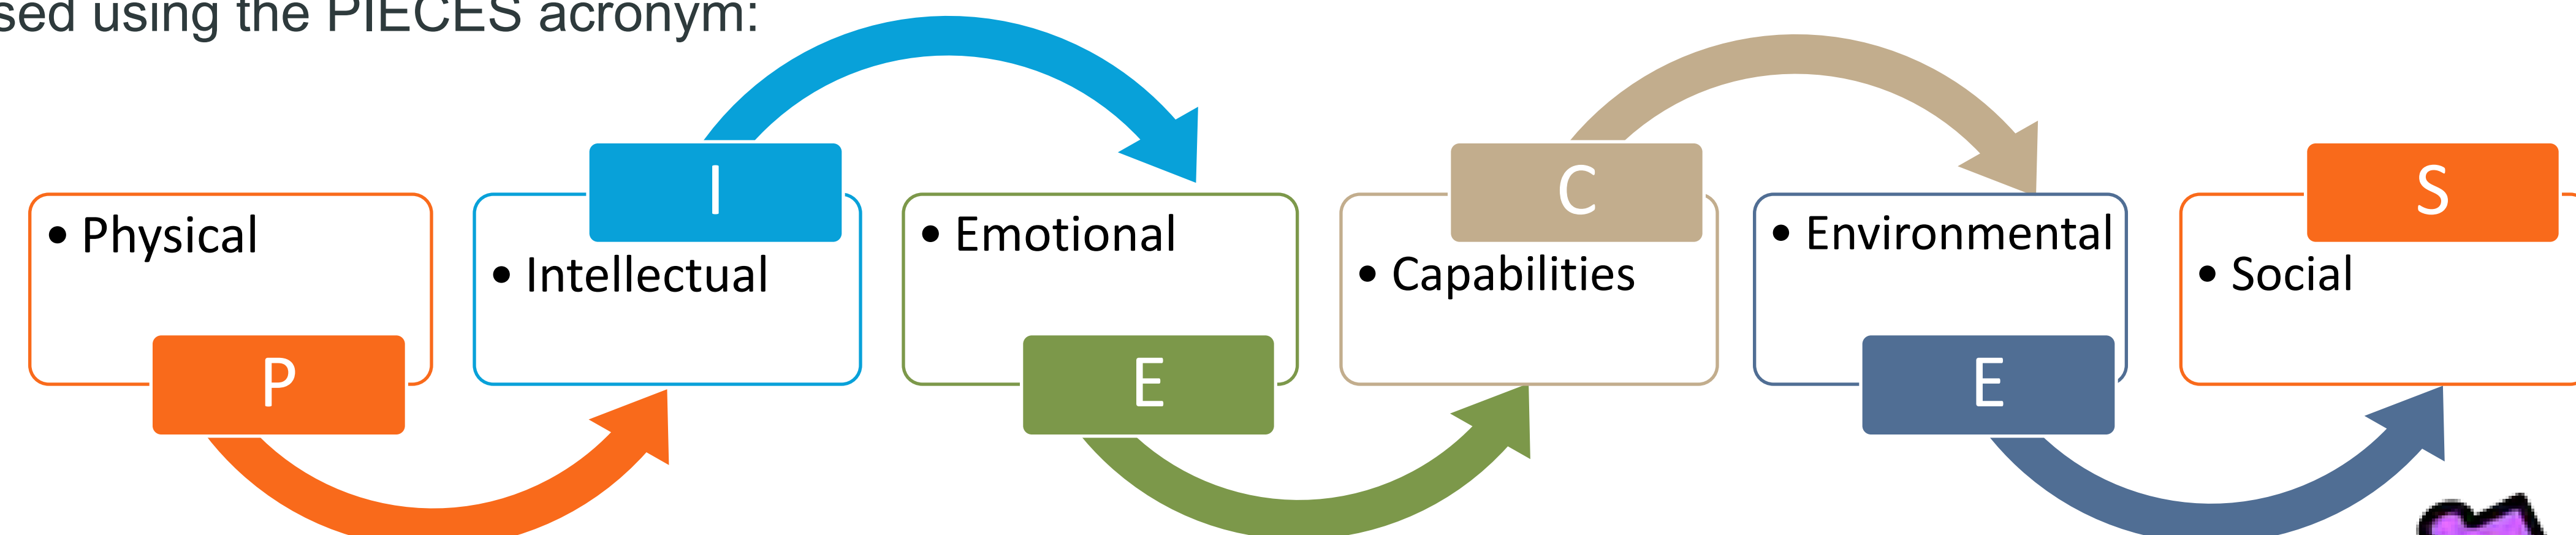 sed using the PIECES acronym:
• Physical
P
I
• Intellectual
• Emotional
E
C
• Capabilities
• Environmental
E
S
• Social